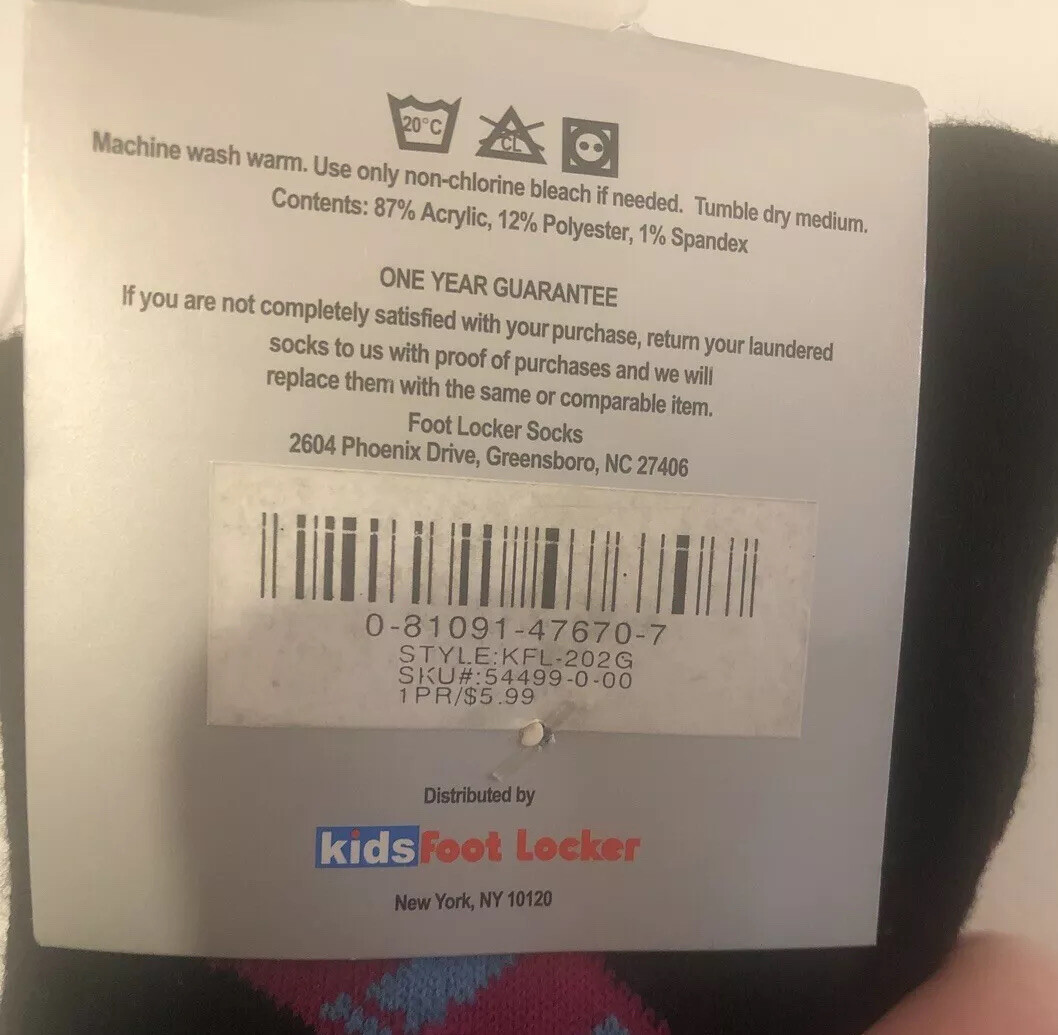 20°C CL
Machine wash warm. Use only non-chlorine bleach if needed. Tumble dry medium.
Contents: 87% Acrylic, 12% Polyester, 1% Spandex
ONE YEAR GUARANTEE
If you are not completely satisfied with your purchase, return your laundered
socks to us with proof of purchases and we will
replace them with the same or comparable item.
Foot Locker Socks
2604 Phoenix Drive, Greensboro, NC 27406
0-81091-47670-7
STYLE:KFL-202G
SKU#:54499-0-00
1PR/$5.99
Distributed by
kids Foot Locker
New York, NY 10120